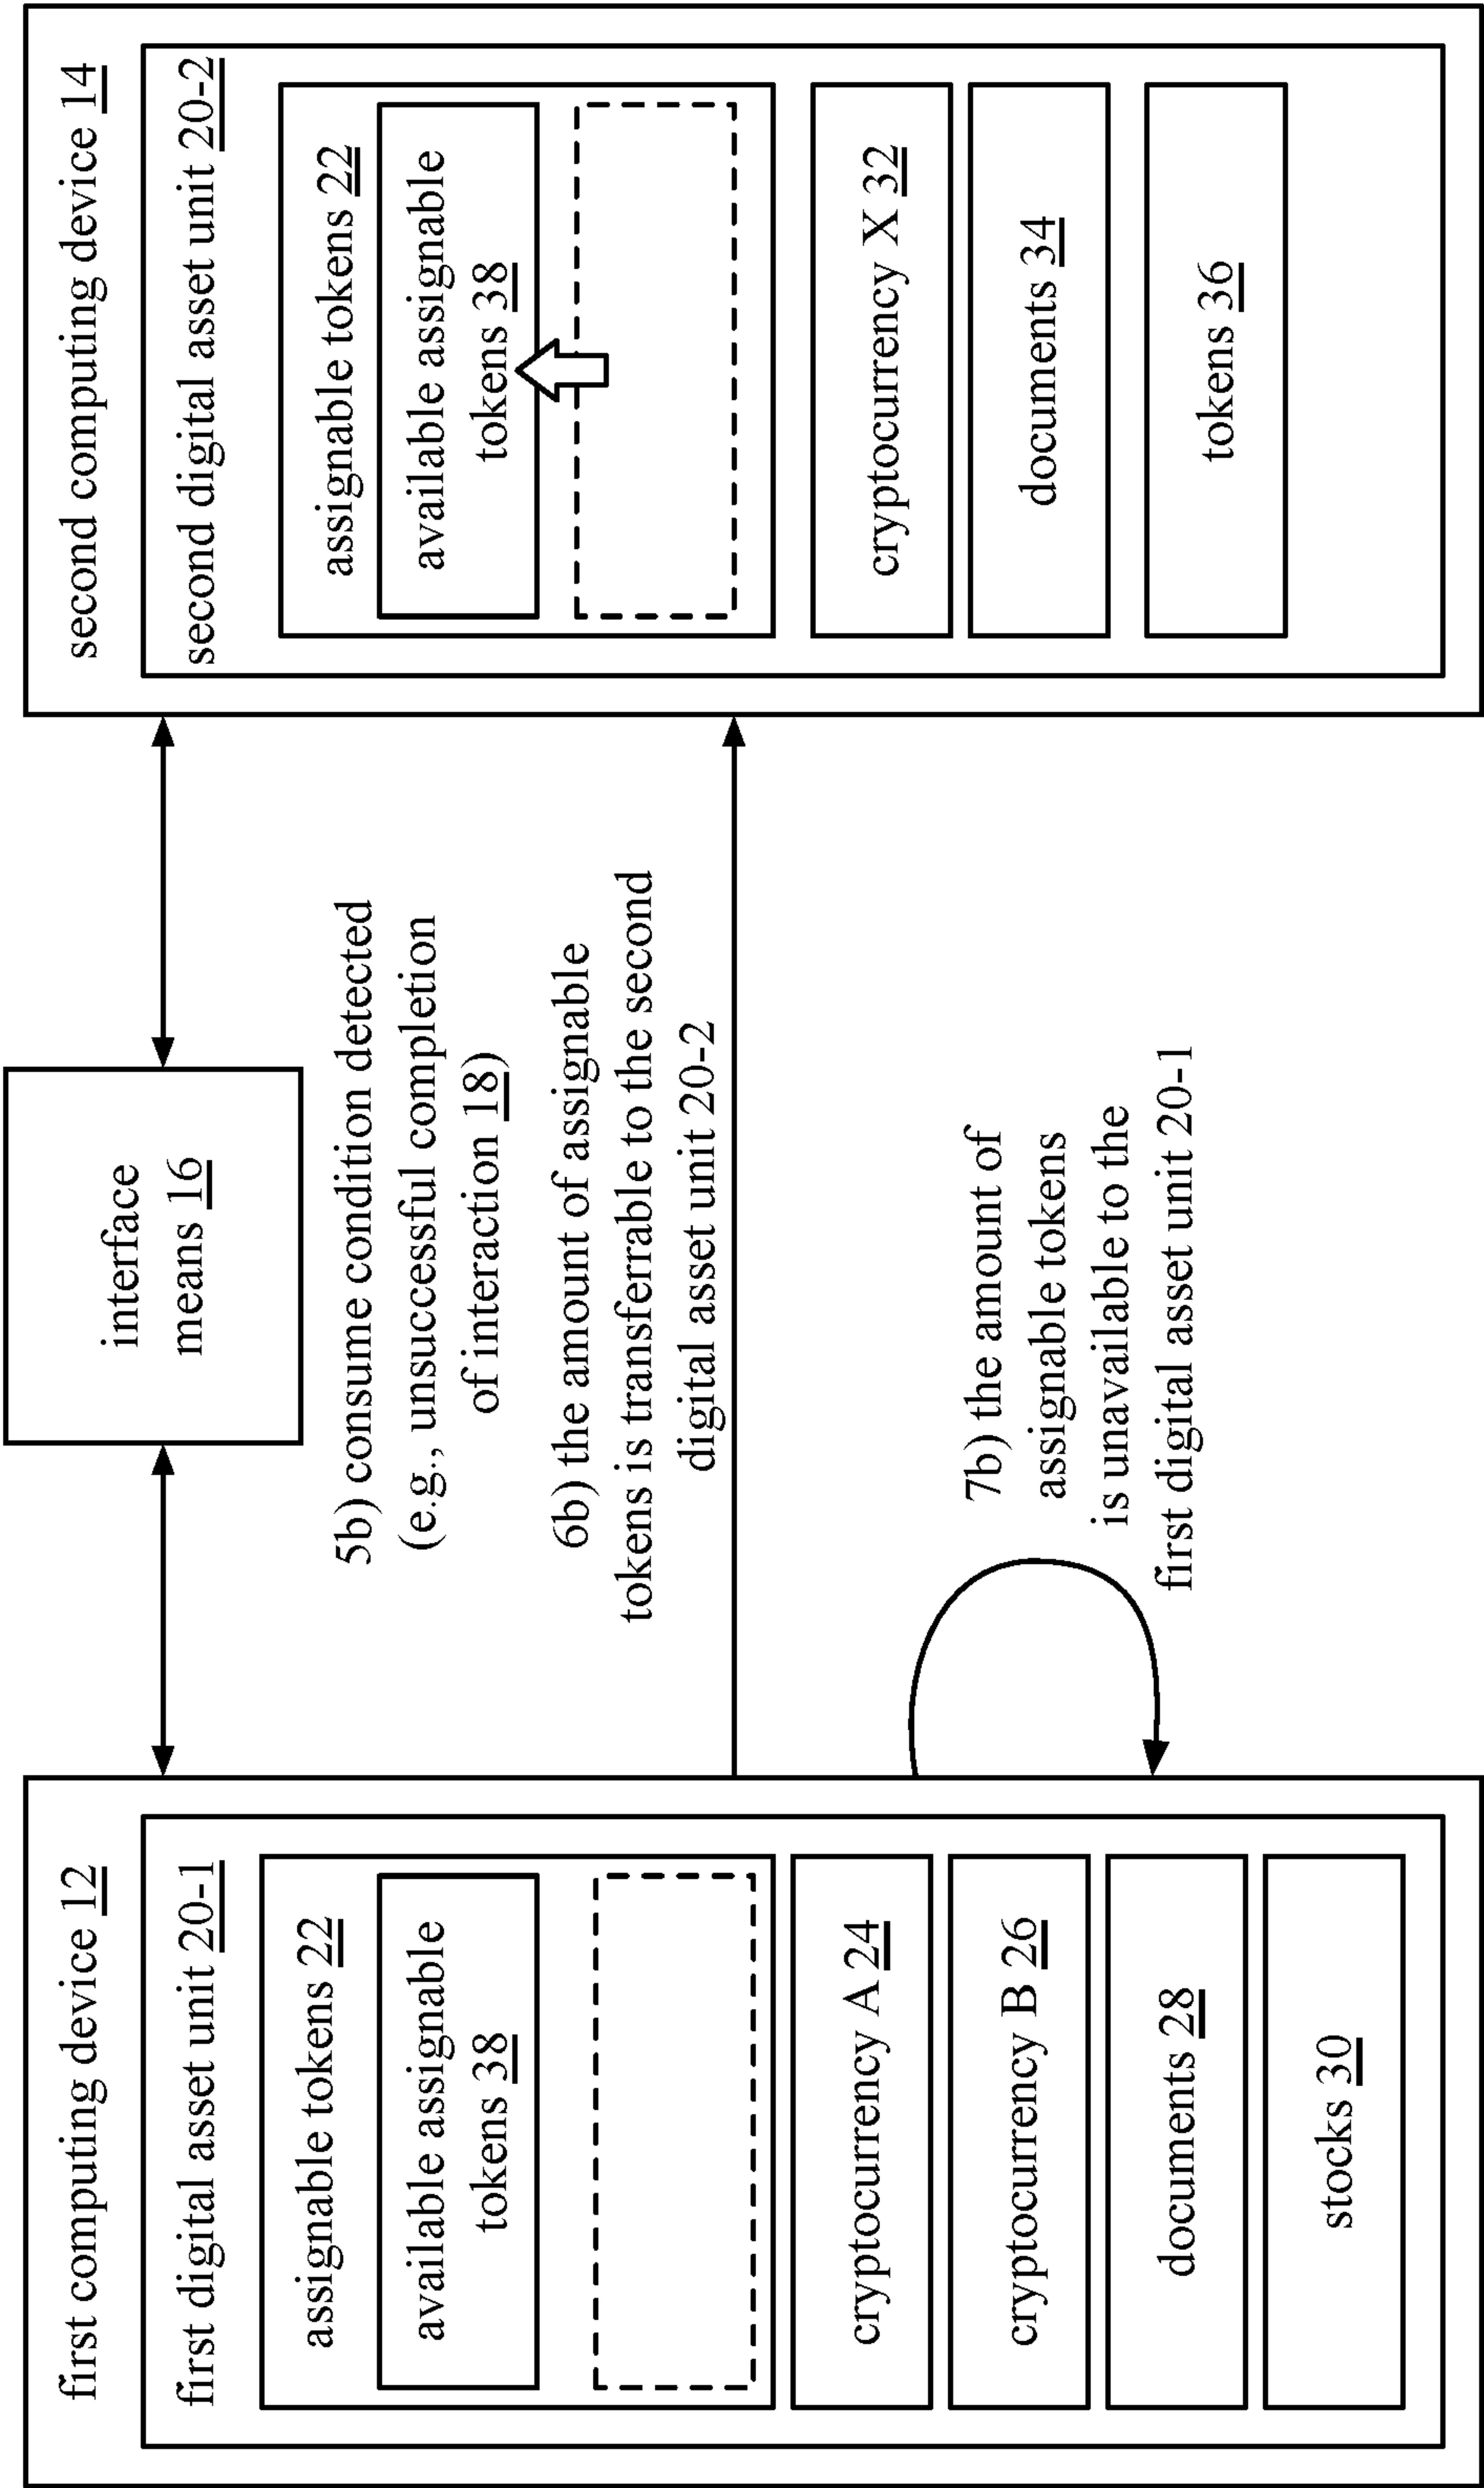 first computing device 12
first digital asset unit 20-1
assignable tokens 22
available assignable
tokens 38
cryptocurrency A 24
cryptocurrency B 26
documents 28
stocks 30
interface
means 16
5b) consume condition detected
(e.g., unsuccessful completion
of interaction 18)
6b) the amount of assignable
tokens is transferrable to the second
digital asset unit 20-2
7b) the amount of
assignable tokens
is unavailable to the
first digital asset unit 20-1
second computing device 14
second digital asset unit 20-2
assignable tokens 22
available assignable
tokens 38
cryptocurrency X 32
documents 34
tokens 36